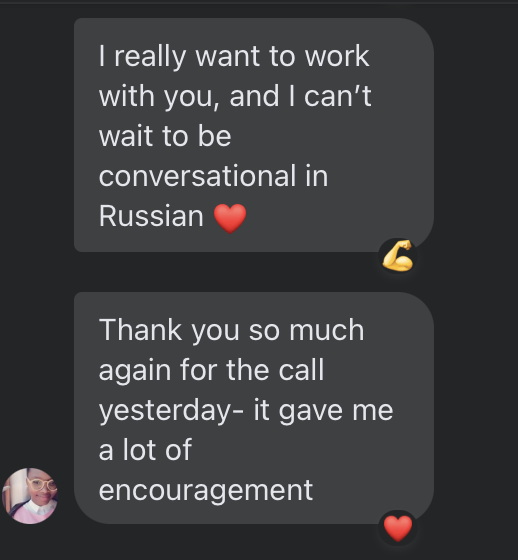 I really want to work
with you, and I can’t
wait to be
conversational in
Russian ❤️
Thank you so much
again for the call
yesterday- it gave me
a lot of
encouragement